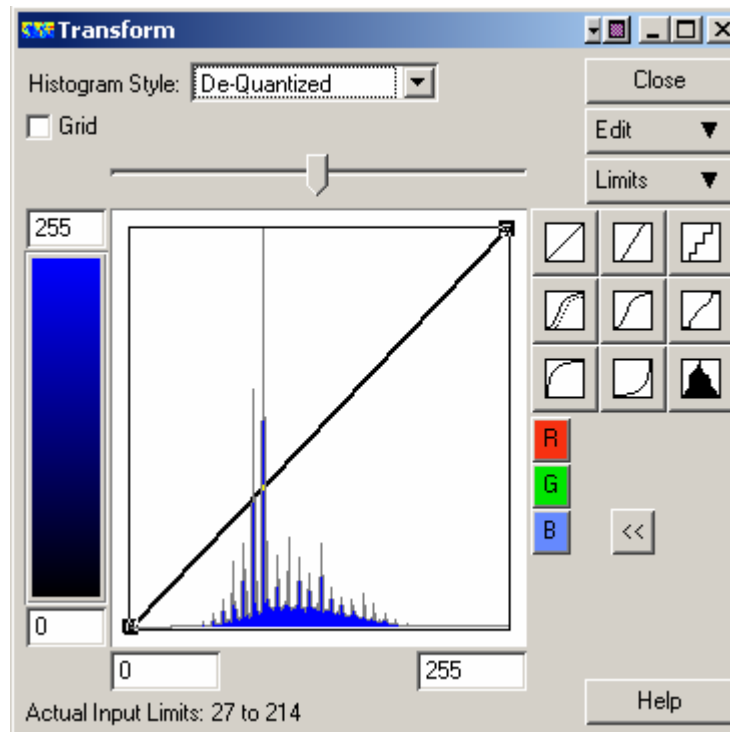 Transform
Histogram Style: De-Quantized
Close
Grid
Edit
Limits
255
R
G
B
<<
0
0
255
Actual Input Limits: 27 to 214
Help